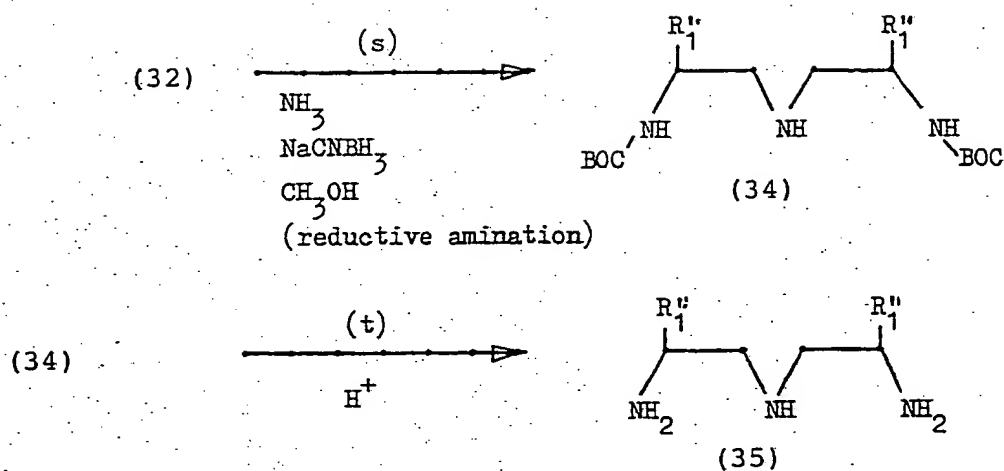 (s)
R₁" R₁"
(32)
NH₃
NH NH NH
NaCNBH₃
BOC BOC
CH₃OH
(34)
(reductive amination)
R₁" R₁"
(t)
(34)
H⁺
NH₂ NH NH₂
(35)